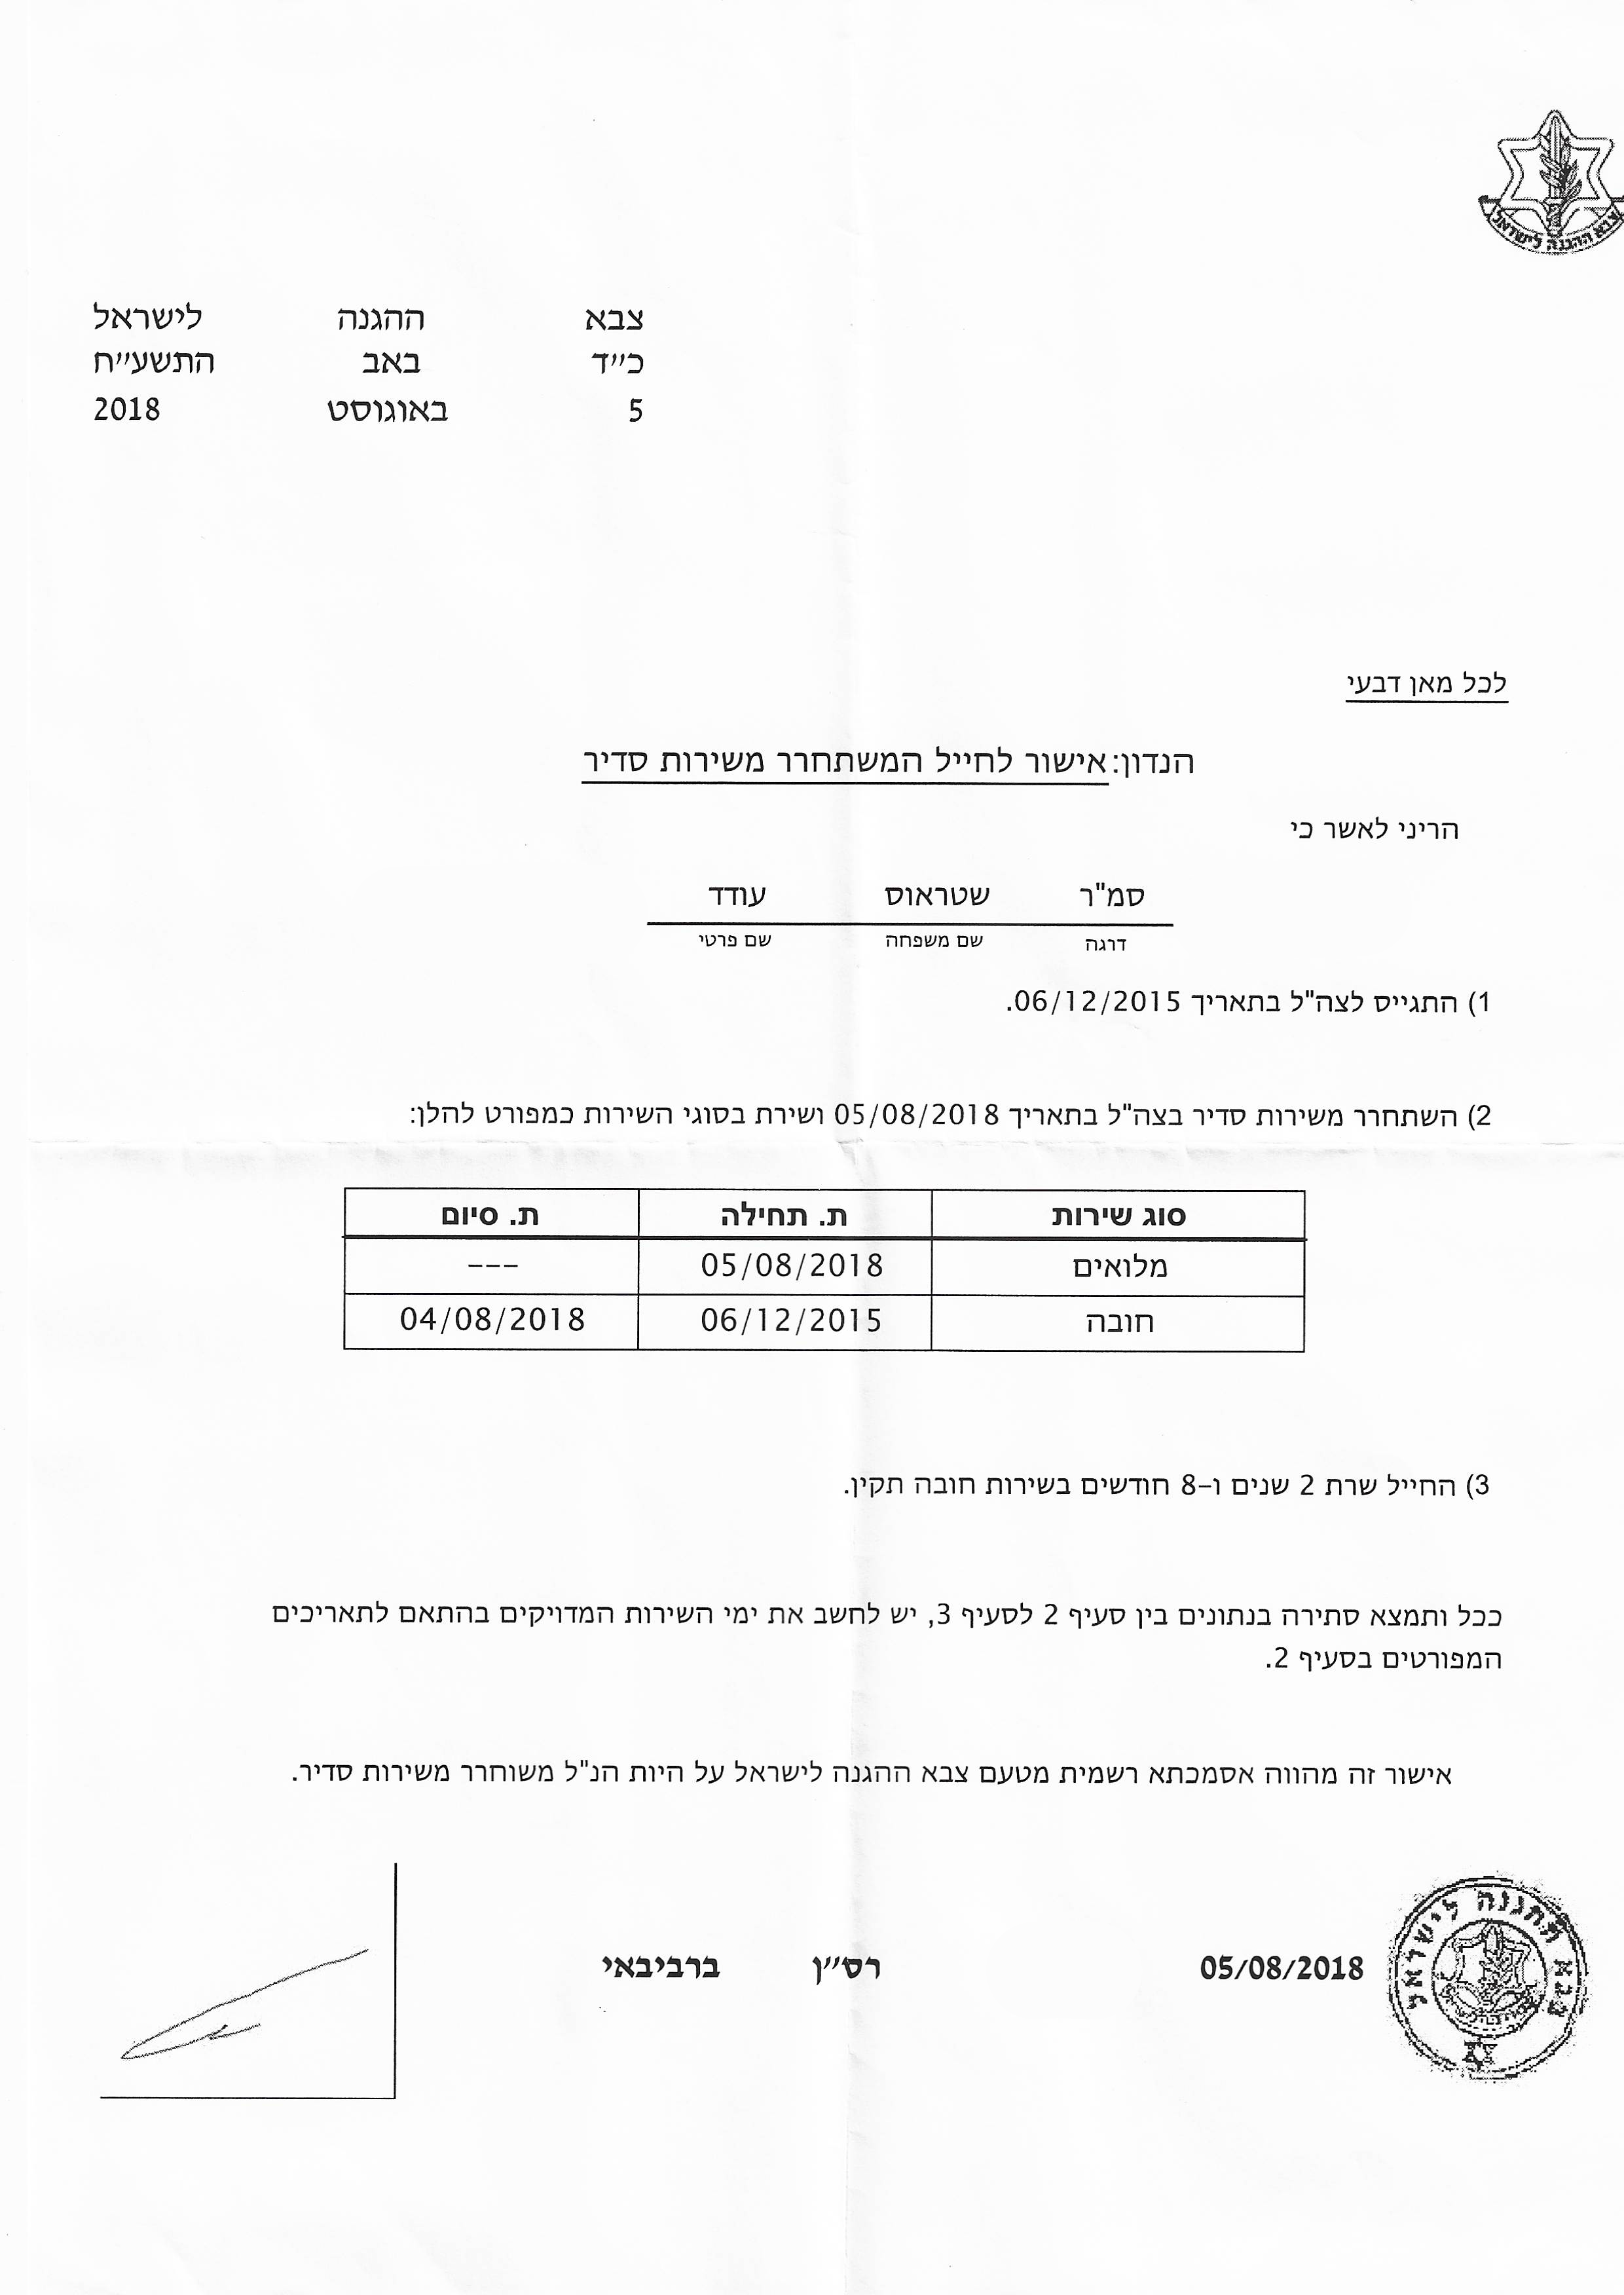 צבא ההגנה לישראל
צבא ההגנה לישראל
כ״ד באב התשע״ח
5 באוגוסט 2018
לכל מאן דבעי
הנדון: אישור לחייל המשתחרר משירות סדיר
הריני לאשר כי
סמ"ר שטראוס עודד
דרגה שם משפחה שם פרטי
1) התגייס לצה"ל בתאריך 06/12/2015.
2) השתחרר משירות סדיר בצה"ל בתאריך 05/08/2018 ושירת בסוגי השירות כמפורט להלן:
סוג שירות ת. תחילה ת. סיום
מלואים 05/08/2018 ---
חובה 06/12/2015 04/08/2018
3) החייל שרת 2 שנים ו-8 חודשים בשירות חובה תקין.
ככל ותמצא סתירה בנתונים בין סעיף 2 לסעיף 3, יש לחשב את ימי השירות המדויקים בהתאם לתאריכים
המפורטים בסעיף 2.
אישור זה מהווה אסמכתא רשמית מטעם צבא ההגנה לישראל על היות הנ"ל משוחרר משירות סדיר.
צבא ההגנה לישראל
05/08/2018 רס״ן ברביבאי